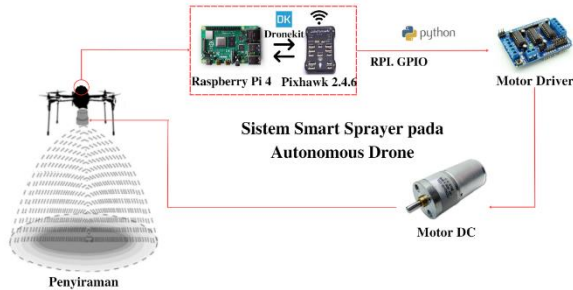 DK
Dronekit
python
Raspberry Pi 4
Pixhawk 2.4.6
RPI. GPIO
Motor Driver
Sistem Smart Sprayer pada
Autonomous Drone
Motor DC
Penyiraman